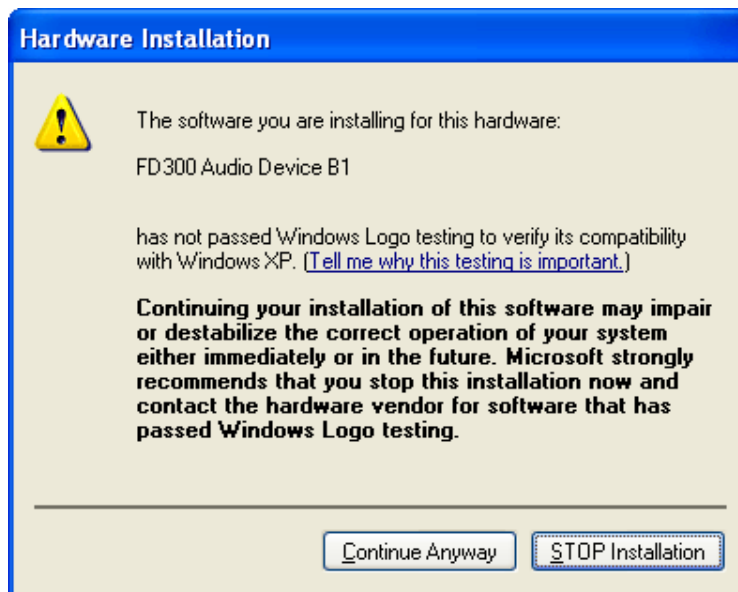 Hardware Installation
The software you are installing for this hardware:
FD300 Audio Device B1
has not passed Windows Logo testing to verify its compatibility
with Windows XP. (Tell me why this testing is important.)
Continuing your installation of this software may impair
or destabilize the correct operation of your system
either immediately or in the future. Microsoft strongly
recommends that you stop this installation now and
contact the hardware vendor for software that has
passed Windows Logo testing.
Continue Anyway
STOP Installation